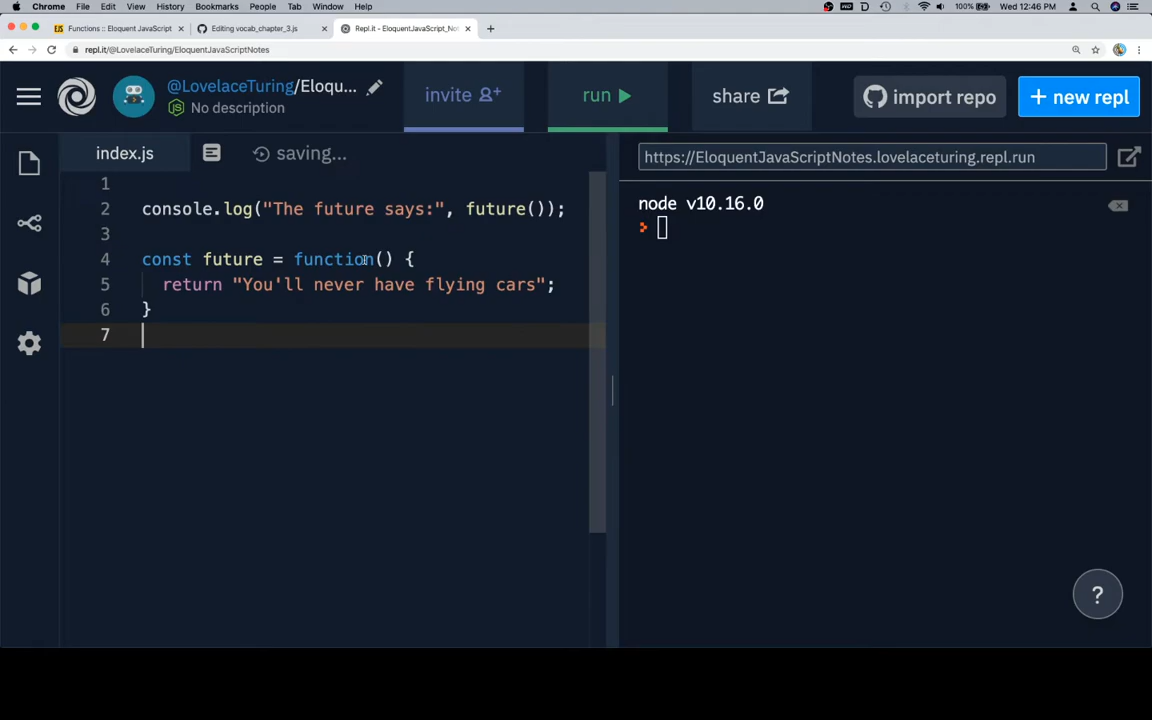 Chrome File Edit View History Bookmarks People Tab Window Help 100% Wed 12:46 PM
Functions :: Eloquent JavaScript Editing vocab_chapter_3.js Repl.it - EloquentJavaScript_No
repl.it/@LovelaceTuring/EloquentJavaScriptNotes
@LovelaceTuring/Eloqu...
No description
invite
run
share
import repo
+ new repl
index.js
saving...
https://EloquentJavaScriptNotes.lovelaceturing.repl.run
1
2 console.log("The future says:", future());
3
4 const future = function() {
5 return "You'll never have flying cars";
6 }
7
node v10.16.0
?